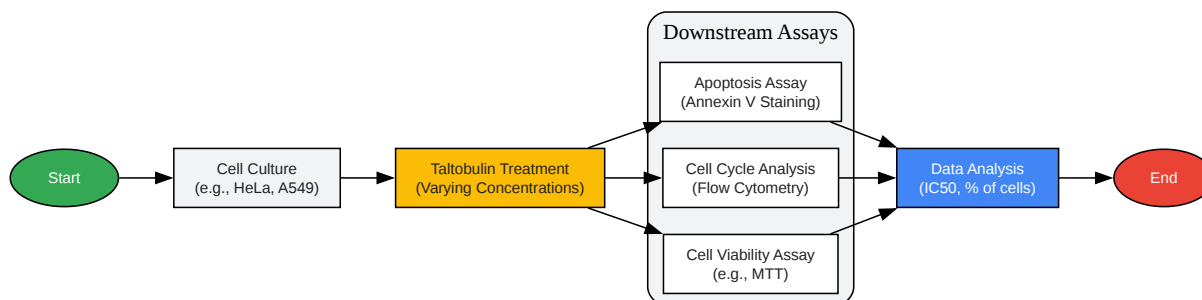 Start
Cell Culture
(e.g., HeLa, A549)
Taltobulin Treatment
(Varying Concentrations)
Downstream Assays
Apoptosis Assay
(Annexin V Staining)
Cell Cycle Analysis
(Flow Cytometry)
Cell Viability Assay
(e.g., MTT)
Data Analysis
(IC50, % of cells)
End